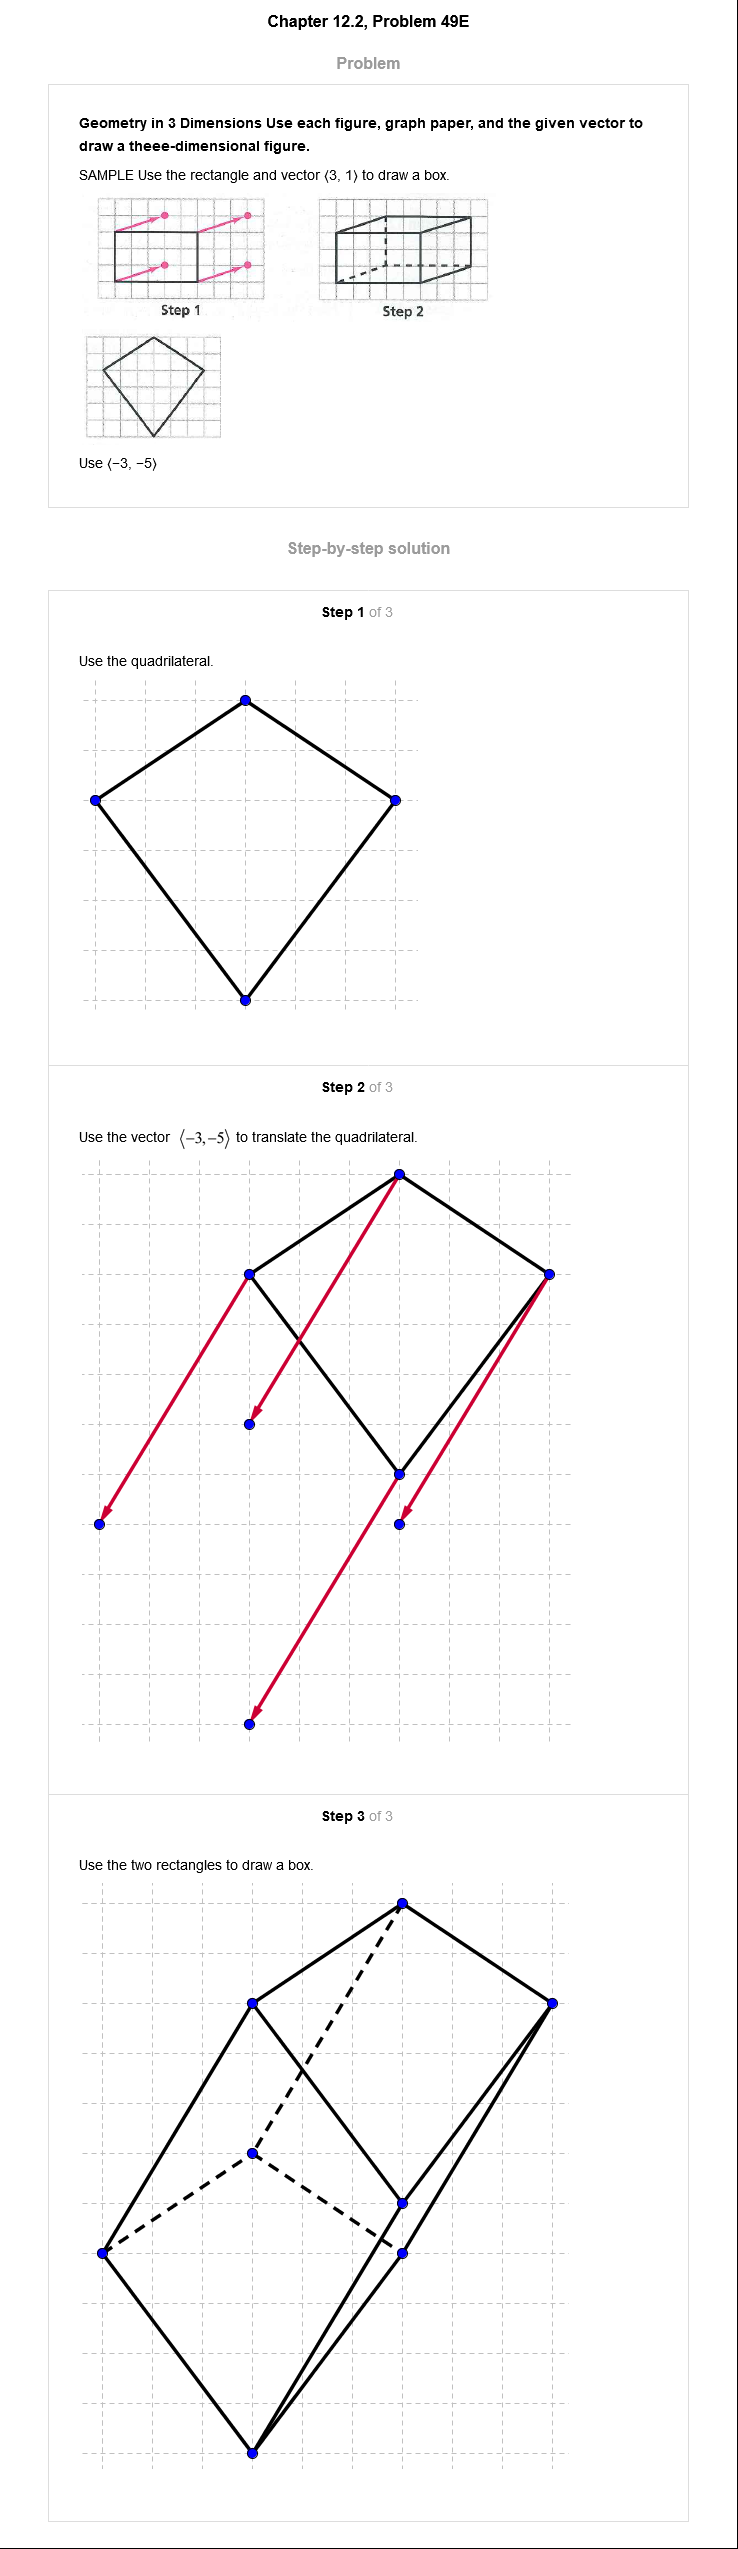 Chapter 12.2, Problem 49E
Problem
Geometry in 3 Dimensions Use each figure, graph paper, and the given vector to
draw a theee-dimensional figure.
SAMPLE Use the rectangle and vector ⟨3, 1⟩ to draw a box.
Step 1
Step 2
Use ⟨−3, −5⟩
Step-by-step solution
Step 1 of 3
Use the quadrilateral.
Step 2 of 3
Use the vector ⟨−3,−5⟩ to translate the quadrilateral.
Step 3 of 3
Use the two rectangles to draw a box.